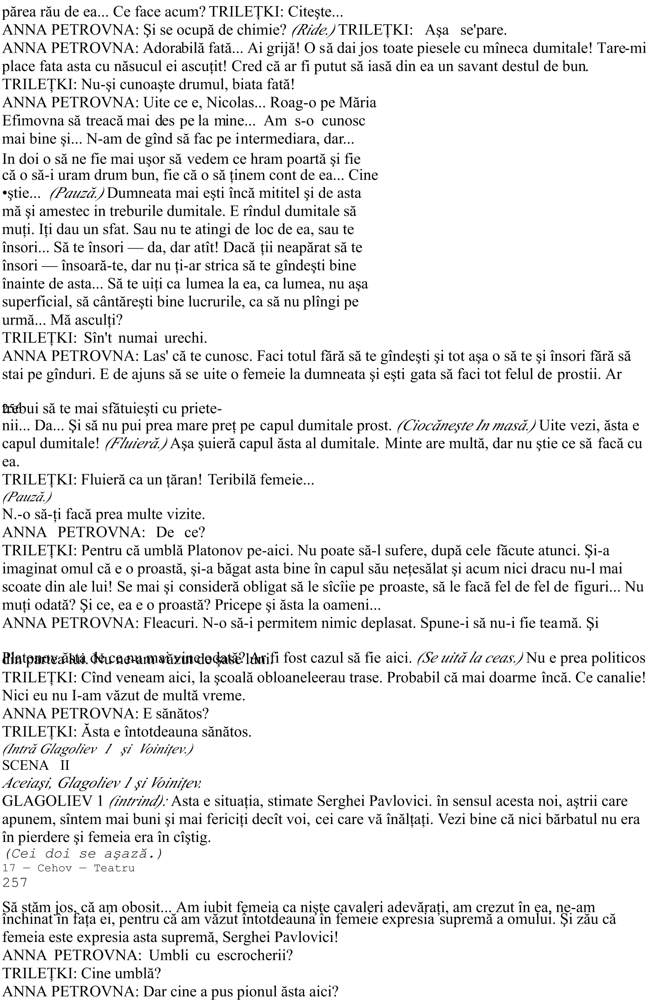 părea rău de ea... Ce face acum? TRILEȚKI: Citeşte...
ANNA PETROVNA: Şi se ocupă de chimie? (Ride.) TRILEȚKI: Aşa se'pare.
ANNA PETROVNA: Adorabilă fată... Ai grijă! O să dai jos toate piesele cu mîneca dumitale! Tare-mi
place fata asta cu năsucul ei ascuțit! Cred că ar fi putut să iasă din ea un savant destul de bun.
TRILEȚKI: Nu-şi cunoaşte drumul, biata fată!
ANNA PETROVNA: Uite ce e, Nicolas... Roag-o pe Măria
Efimovna să treacă mai des pe la mine... Am s-o cunosc
mai bine şi... N-am de gînd să fac pe intermediara, dar...
In doi o să ne fie mai uşor să vedem ce hram poartă şi fie
că o să-i uram drum bun, fie că o să ținem cont de ea... Cine
•ştie... (Pauză.) Dumneata mai eşti încă mititel şi de asta
mă şi amestec in treburile dumitale. E rîndul dumitale să
muți. Iți dau un sfat. Sau nu te atingi de loc de ea, sau te
însori... Să te însori — da, dar atît! Dacă ții neapărat să te
însori — însoară-te, dar nu ți-ar strica să te gîndeşti bine
înainte de asta... Să te uiți ca lumea la ea, ca lumea, nu aşa
superficial, să cântăreşti bine lucrurile, ca să nu plîngi pe
urmă... Mă asculți?
TRILEȚKI: Sîn't numai urechi.
ANNA PETROVNA: Las' că te cunosc. Faci totul fără să te gîndeşti şi tot aşa o să te şi însori fără să
stai pe gînduri. E de ajuns să se uite o femeie la dumneata şi eşti gata să faci tot felul de prostii. Ar
256
trebui să te mai sfătuieşti cu priete-
nii... Da... Şi să nu pui prea mare preț pe capul dumitale prost. (Ciocăneşte In masă.) Uite vezi, ăsta e
capul dumitale! (Fluieră.) Aşa şuieră capul ăsta al dumitale. Minte are multă, dar nu ştie ce să facă cu
ea.
TRILEȚKI: Fluieră ca un țăran! Teribilă femeie...
(Pauză.)
N.-o să-ți facă prea multe vizite.
ANNA PETROVNA: De ce?
TRILEȚKI: Pentru că umblă Platonov pe-aici. Nu poate să-l sufere, după cele făcute atunci. Şi-a
imaginat omul că e o proastă, şi-a băgat asta bine în capul său nețesălat şi acum nici dracu nu-l mai
scoate din ale lui! Se mai şi consideră obligat să le sîcîie pe proaste, să le facă fel de fel de figuri... Nu
muți odată? Şi ce, ea e o proastă? Pricepe şi ăsta la oameni...
ANNA PETROVNA: Fleacuri. N-o să-i permitem nimic deplasat. Spune-i să nu-i fie teamă. Şi
Platonov ăsta de ce nu mai vine odată? Ar fi fost cazul să fie aici. (Se uită la ceas.) Nu e prea politicos
din partea lui. Nu ne-am văzut de şase luni.
TRILEȚKI: Cînd veneam aici, la şcoală obloaneleerau trase. Probabil că mai doarme încă. Ce canalie!
Nici eu nu I-am văzut de multă vreme.
ANNA PETROVNA: E sănătos?
TRILEȚKI: Ăsta e întotdeauna sănătos.
(Intră Glagoliev 1 şi Voinițev.)
SCENA II
Aceiaşi, Glagoliev 1 şi Voinițev.
GLAGOLIEV 1 (intrind): Asta e situația, stimate Serghei Pavlovici. în sensul acesta noi, aştrii care
apunem, sîntem mai buni şi mai fericiți decît voi, cei care vă înălțați. Vezi bine că nici bărbatul nu era
în pierdere şi femeia era în cîştig.
(Cei doi se aşază.)
17 — Cehov — Teatru
257
Să stăm jos, că am obosit... Am iubit femeia ca nişte cavaleri adevărați, am crezut în ea, ne-am
închinat în fața ei, pentru că am văzut întotdeauna în femeie expresia supremă a omului. Şi zău că
femeia este expresia asta supremă, Serghei Pavlovici!
ANNA PETROVNA: Umbli cu escrocherii?
TRILEȚKI: Cine umblă?
ANNA PETROVNA: Dar cine a pus pionul ăsta aici?